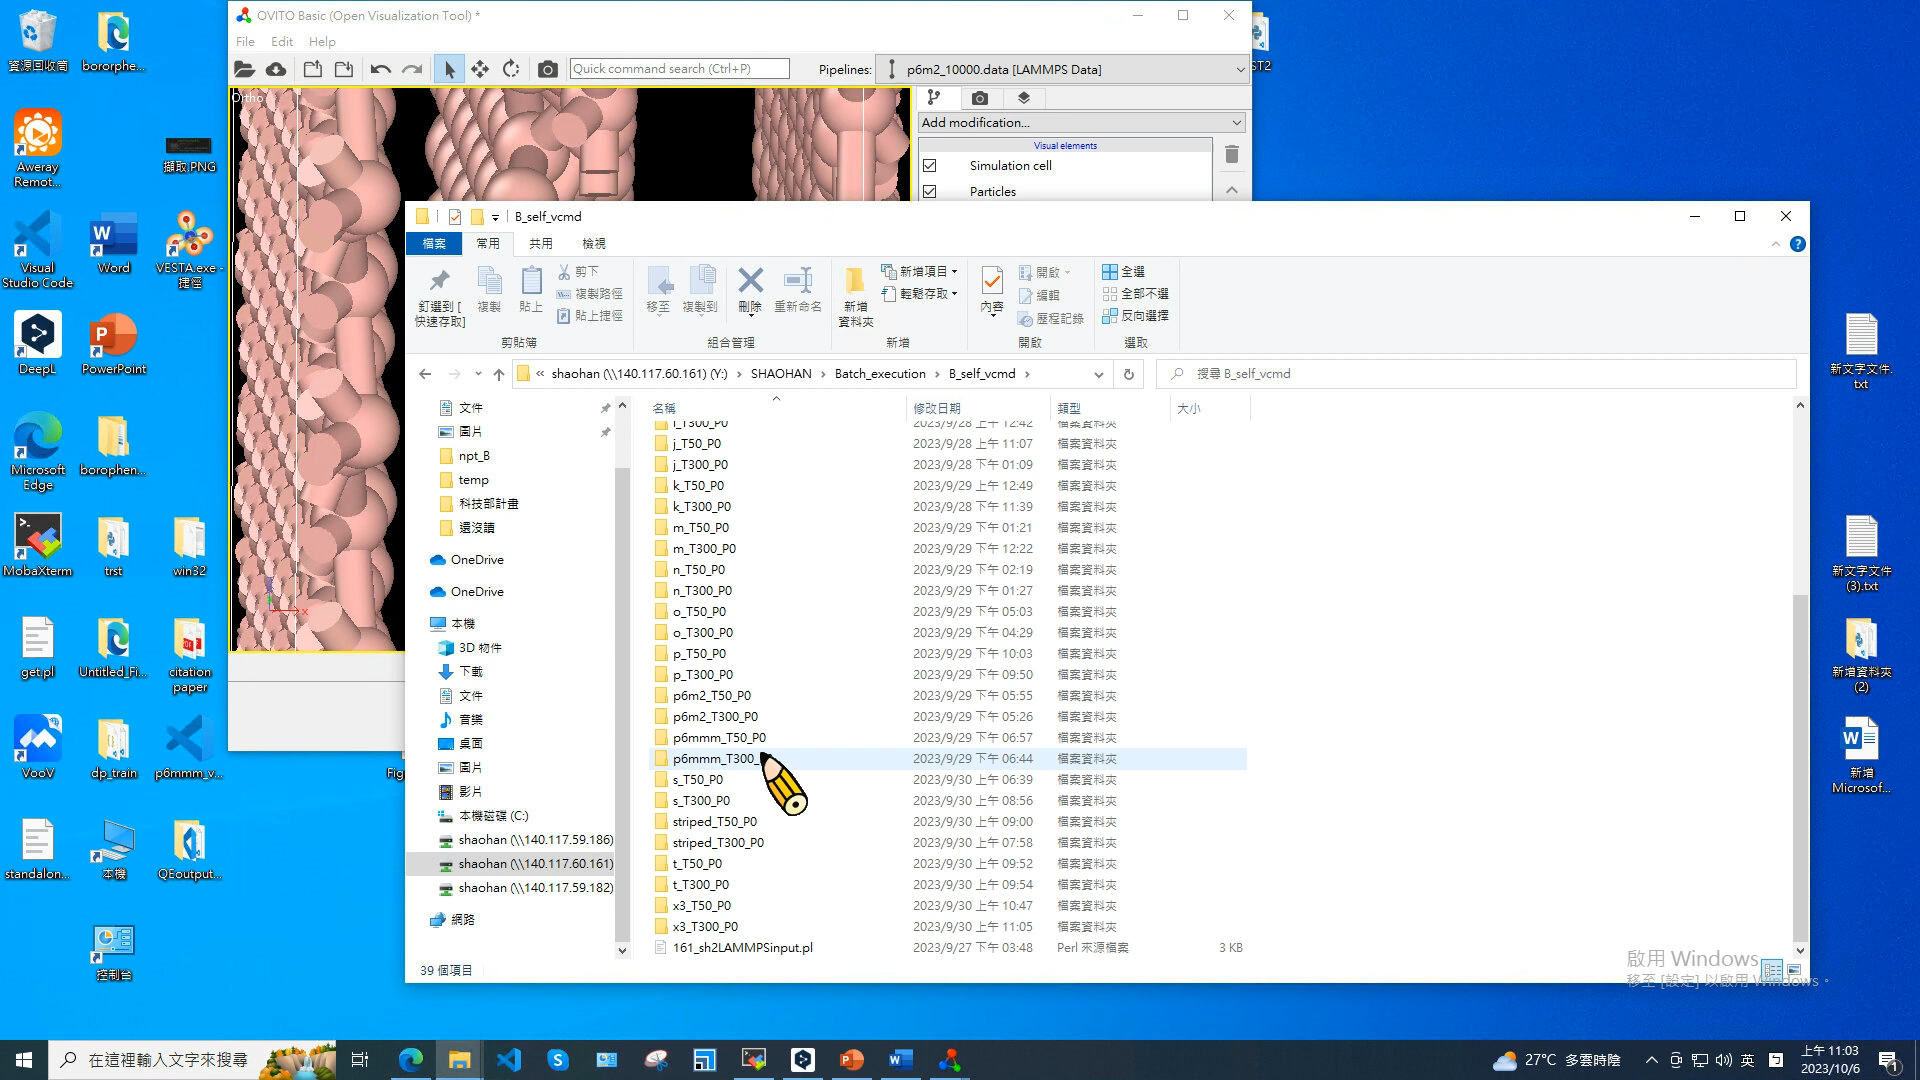 資源回收筒
bororphe...
Aweray
Remot...
擷取.PNG
Visual
Studio Code
Word
VESTA.exe -
捷徑
DeepL
PowerPoint
Microsoft
Edge
borophen...
MobaXterm
trst
win32
get.pl
Untitled_Fi...
citation
paper
VooV
dp_train
p6mmm_v...
standalon...
本機
QEoutput...
控制台
OVITO Basic (Open Visualization Tool) *
File Edit Help
Quick command search (Ctrl+P)
Pipelines:
p6m2_10000.data [LAMMPS Data]
Ortho
Add modification...
Visual elements
Simulation cell
Particles
x
B_self_vcmd
檔案 常用 共用 檢視
釘選到 [
快速存取]
複製
貼上
剪下
複製路徑
貼上捷徑
剪貼簿
移至
複製到
刪除
重新命名
組合管理
新增
資料夾
新增項目
輕鬆存取
新增
內容
開啟
編輯
歷程記錄
開啟
全選
全部不選
反向選擇
選取
« shaohan (\\140.117.60.161) (Y:) › SHAOHAN › Batch_execution › B_self_vcmd ›
搜尋 B_self_vcmd
文件
圖片
npt_B
temp
科技部計畫
還沒讀
OneDrive
OneDrive
本機
3D 物件
下載
文件
音樂
桌面
圖片
影片
本機磁碟 (C:)
shaohan (\\140.117.59.186)
shaohan (\\140.117.60.161)
shaohan (\\140.117.59.182)
網路
名稱 修改日期 類型 大小
i_T300_P0 2023/9/28 上午 12:42 檔案資料夾
j_T50_P0 2023/9/28 上午 11:07 檔案資料夾
j_T300_P0 2023/9/28 下午 01:09 檔案資料夾
k_T50_P0 2023/9/29 上午 12:49 檔案資料夾
k_T300_P0 2023/9/28 下午 11:39 檔案資料夾
m_T50_P0 2023/9/29 下午 01:21 檔案資料夾
m_T300_P0 2023/9/29 下午 12:22 檔案資料夾
n_T50_P0 2023/9/29 下午 02:19 檔案資料夾
n_T300_P0 2023/9/29 下午 01:27 檔案資料夾
o_T50_P0 2023/9/29 下午 05:03 檔案資料夾
o_T300_P0 2023/9/29 下午 04:29 檔案資料夾
p_T50_P0 2023/9/29 下午 10:03 檔案資料夾
p_T300_P0 2023/9/29 下午 09:50 檔案資料夾
p6m2_T50_P0 2023/9/29 下午 05:55 檔案資料夾
p6m2_T300_P0 2023/9/29 下午 05:26 檔案資料夾
p6mmm_T50_P0 2023/9/29 下午 06:57 檔案資料夾
p6mmm_T300_ 2023/9/29 下午 06:44 檔案資料夾
s_T50_P0 2023/9/30 上午 06:39 檔案資料夾
s_T300_P0 2023/9/30 上午 08:56 檔案資料夾
striped_T50_P0 2023/9/30 上午 09:00 檔案資料夾
striped_T300_P0 2023/9/30 上午 07:58 檔案資料夾
t_T50_P0 2023/9/30 上午 09:52 檔案資料夾
t_T300_P0 2023/9/30 上午 09:54 檔案資料夾
x3_T50_P0 2023/9/30 上午 10:47 檔案資料夾
x3_T300_P0 2023/9/30 上午 11:05 檔案資料夾
161_sh2LAMMPSinput.pl 2023/9/27 下午 03:48 Perl 來源檔案 3 KB
39 個項目
Fig
ST2
新文字文件.
txt
新文字文件
(3).txt
新增資料夾
(2)
新增
Microsof...
啟用 Windows
移至 [設定] 以啟用 Windows。
在這裡輸入文字來搜尋
27°C 多雲時陰
英
上午 11:03
2023/10/6
1